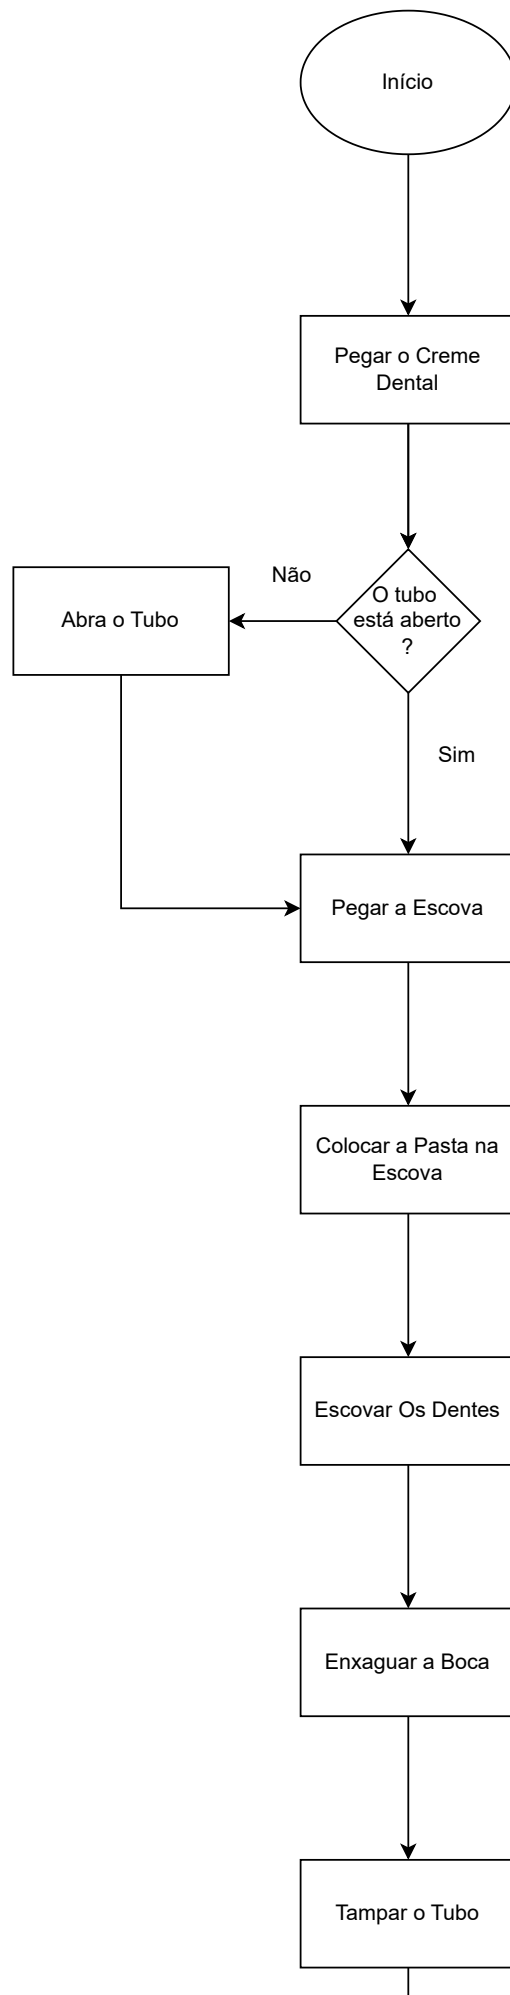 Início
Pegar o Creme
Dental
Não
O tubo
está aberto
?
Abra o Tubo
Sim
Pegar a Escova
Colocar a Pasta na
Escova
Escovar Os Dentes
Enxaguar a Boca
Tampar o Tubo